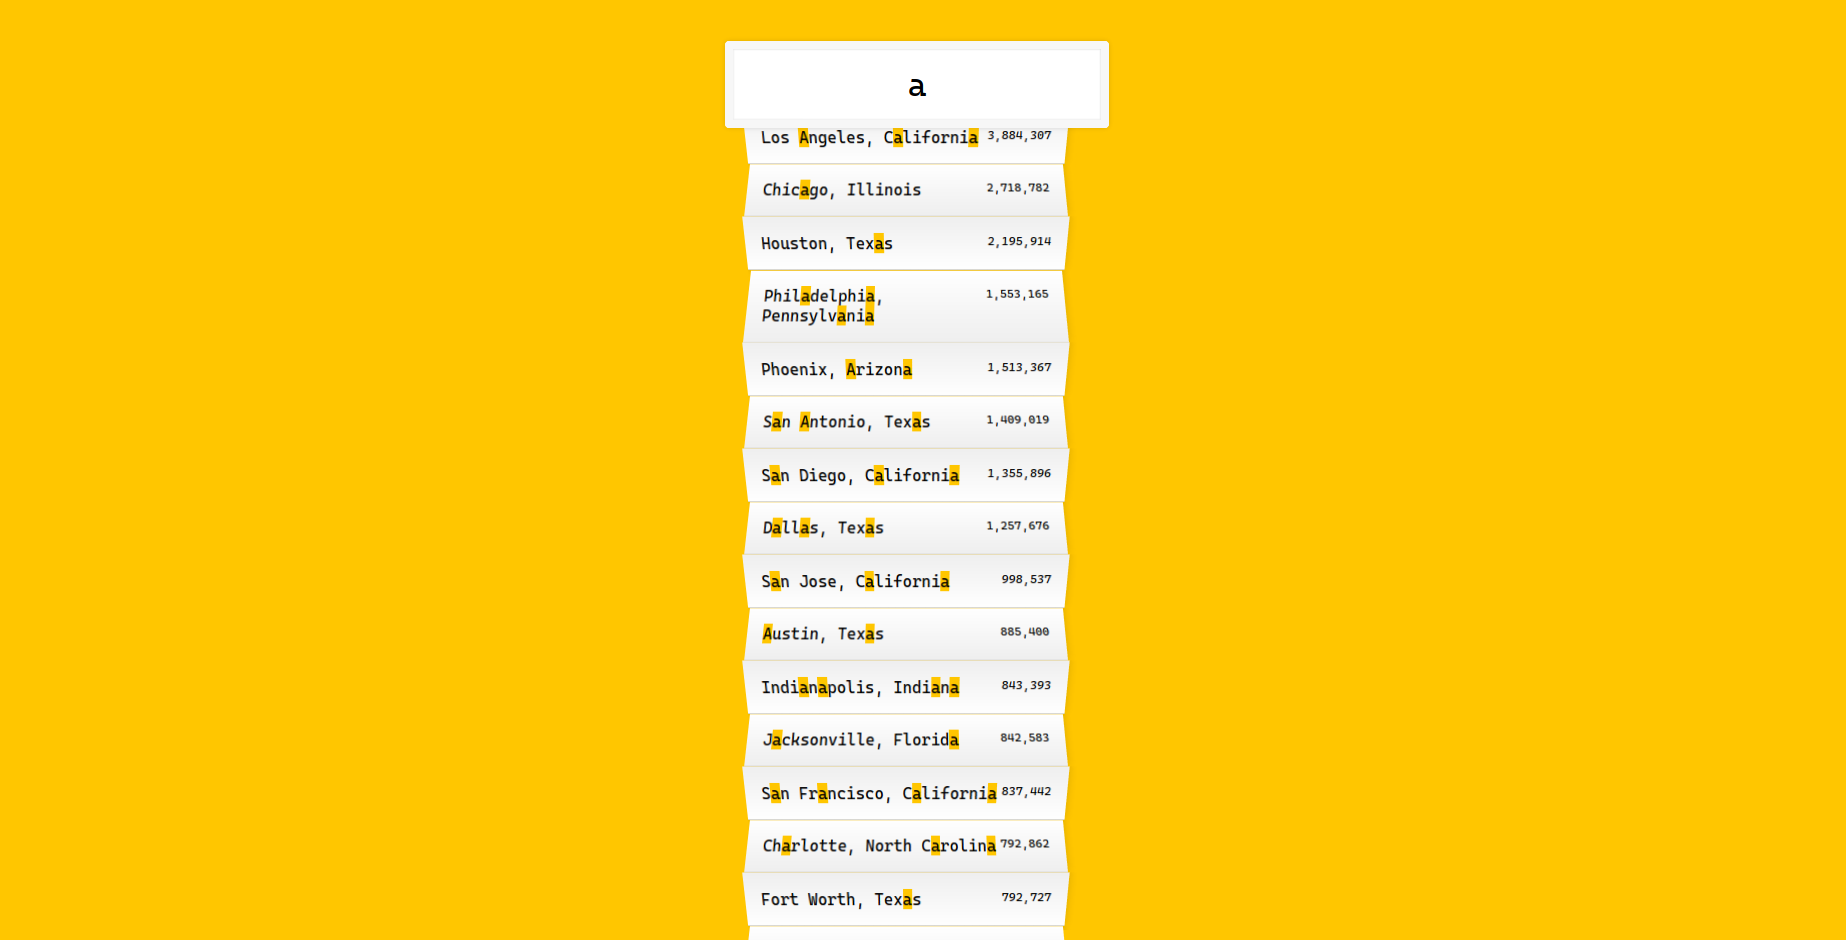 a
Los Angeles, California 3,884,307
Chicago, Illinois 2,718,782
Houston, Texas 2,195,914
Philadelphia, 1,553,165
Pennsylvania
Phoenix, Arizona 1,513,367
San Antonio, Texas 1,409,019
San Diego, California 1,355,896
Dallas, Texas 1,257,676
San Jose, California 998,537
Austin, Texas 885,400
Indianapolis, Indiana 843,393
Jacksonville, Florida 842,583
San Francisco, California 837,442
Charlotte, North Carolina 792,862
Fort Worth, Texas 792,727